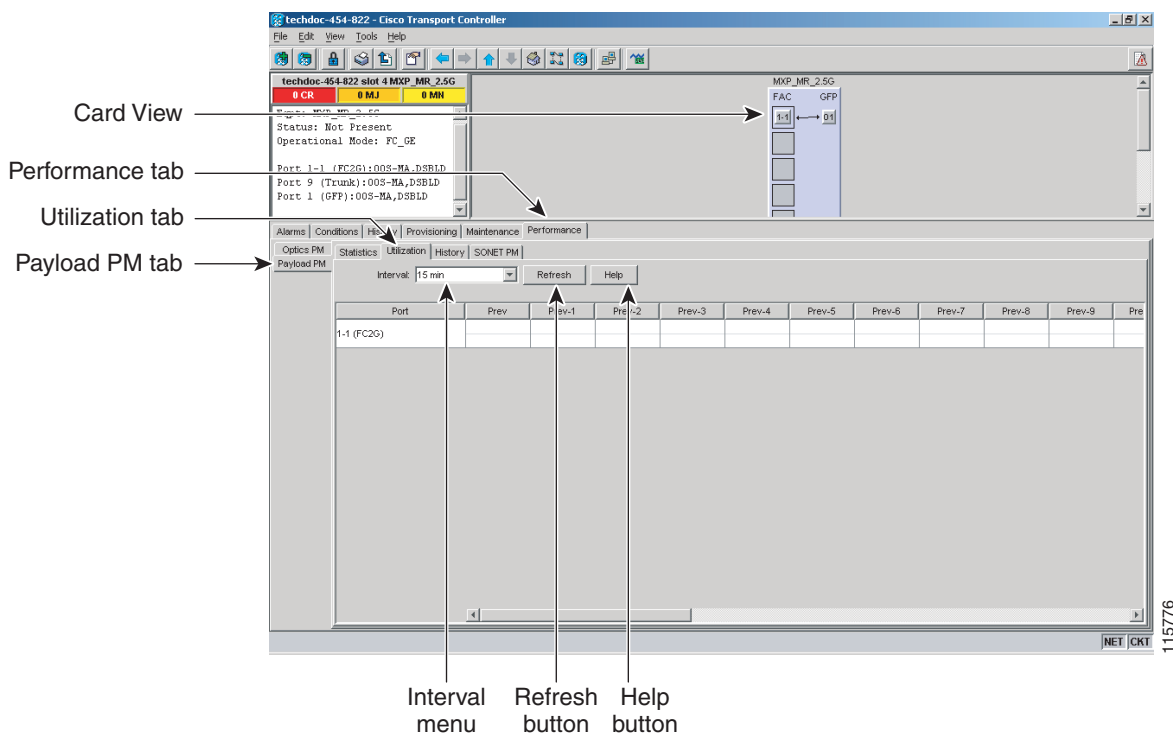 techdoc-454-822 - Cisco Transport Controller
File Edit View Tools Help
techdoc-454-822 slot 4 MXP_MR_2.5G
0 CR 0 MJ 0 MN
Eqpt: MXP_MR_2.5G
Status: Not Present
Operational Mode: FC_GE
Port 1-1 (FC2G):OOS-MA,DSBLD
Port 9 (Trunk):OOS-MA,DSBLD
Port 1 (GFP):OOS-MA,DSBLD
MXP_MR_2.5G
FAC GFP
1-1 01
Card View
Performance tab
Utilization tab
Payload PM tab
Alarms Conditions History Provisioning Maintenance Performance
Optics PM
Payload PM
Statistics Utilization History SONET PM
Interval: 15 min Refresh Help
Port Prev Prev-1 Prev-2 Prev-3 Prev-4 Prev-5 Prev-6 Prev-7 Prev-8 Prev-9 Pre
1-1 (FC2G)
NET CKT
115776
Interval menu
Refresh button
Help button